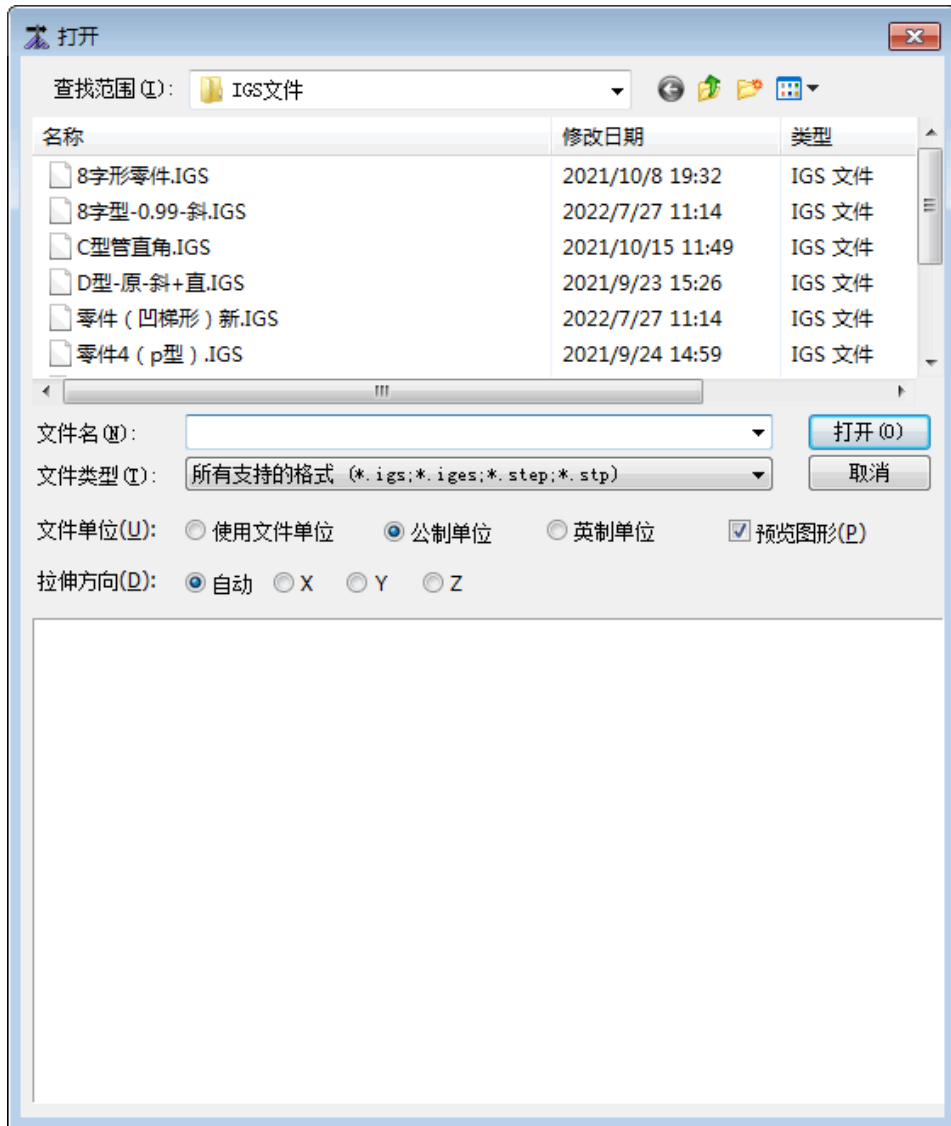 打开
查找范围(I): IGS文件
名称 修改日期 类型
8字形零件.IGS 2021/10/8 19:32 IGS 文件
8字型-0.99-斜.IGS 2022/7/27 11:14 IGS 文件
C型管直角.IGS 2021/10/15 11:49 IGS 文件
D型-原-斜+直.IGS 2021/9/23 15:26 IGS 文件
零件（凹梯形）新.IGS 2022/7/27 11:14 IGS 文件
零件4（p型）.IGS 2021/9/24 14:59 IGS 文件
文件名(N): 打开(O)
文件类型(T): 所有支持的格式 (*.igs;*.iges;*.step;*.stp) 取消
文件单位(U): 使用文件单位 公制单位 英制单位 预览图形(P)
拉伸方向(D): 自动 X Y Z